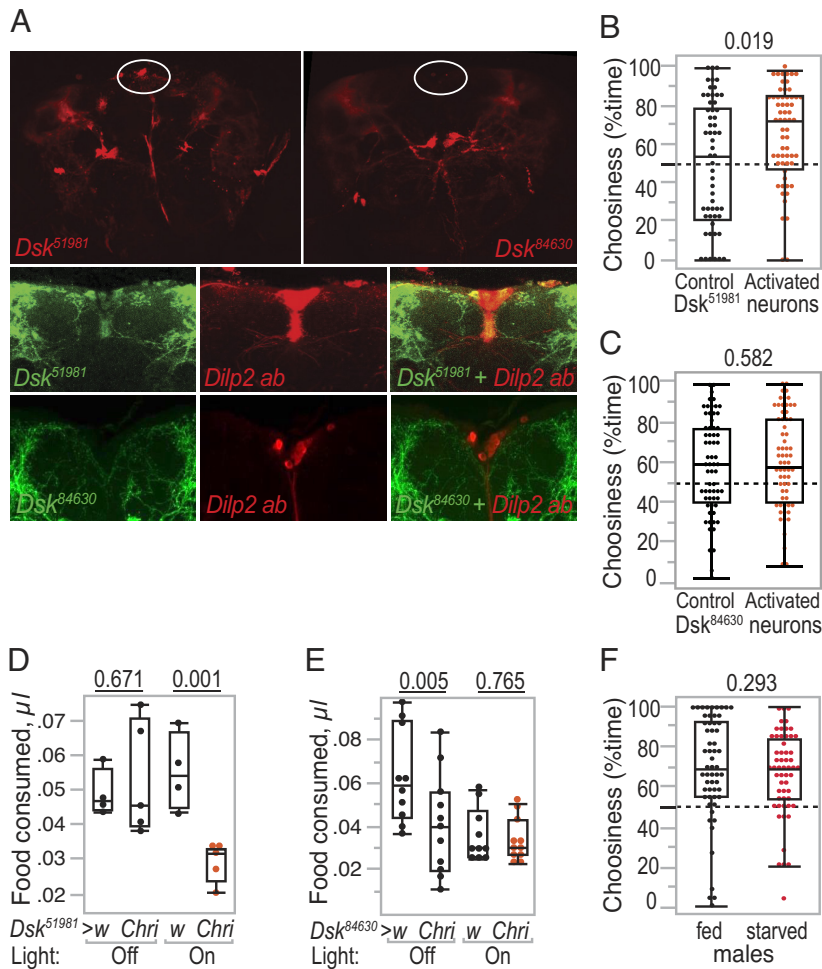 A
Dsk51981
Dsk84630
Dsk51981
Dilp2 ab
Dsk51981 + Dilp2 ab
Dsk84630
Dilp2 ab
Dsk84630 + Dilp2 ab
B
0.019
Choosiness (%time)
100
80
60
40
20
0
Control Activated
Dsk51981 neurons
C
0.582
Choosiness (%time)
100
80
60
40
20
0
Control Activated
Dsk84630 neurons
D
0.671 0.001
Food consumed, µl
.07
.06
.05
.04
.03
.02
Dsk51981 >w Chri w Chri
Light: Off On
E
0.005 0.765
Food consumed, µl
.08
.06
.04
.02
Dsk84630 >w Chri w Chri
Light: Off On
F
0.293
Choosiness (%time)
100
80
70
60
40
20
0
fed starved
males